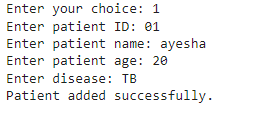 Enter your choice: 1
Enter patient ID: 01
Enter patient name: ayesha
Enter patient age: 20
Enter disease: TB
Patient added successfully.